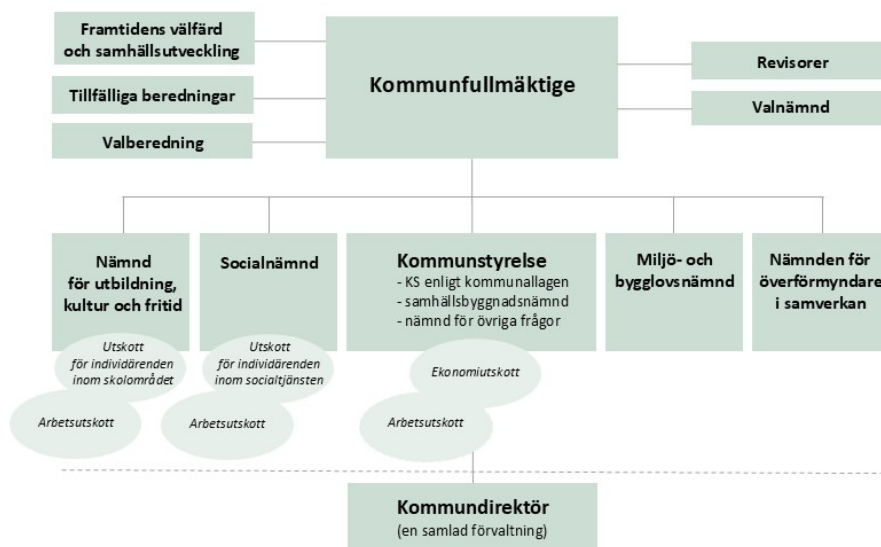 Framtidens välfärd
och samhällsutveckling
Tillfälliga beredningar
Valberedning
Kommunfullmäktige
Revisorer
Valnämnd
Nämnd
för utbildning,
kultur och fritid
Utskott
för individärenden
inom skolområdet
Arbetsutskott
Socialnämnd
Utskott
för individärenden
inom socialtjänsten
Arbetsutskott
Kommunstyrelse
- KS enligt kommunallagen
- samhällsbyggnadsnämnd
- nämnd för övriga frågor
Ekonomiutskott
Arbetsutskott
Miljö- och
bygglovsnämnd
Nämnden för
överförmyndare
i samverkan
Kommundirektör
(en samlad förvaltning)